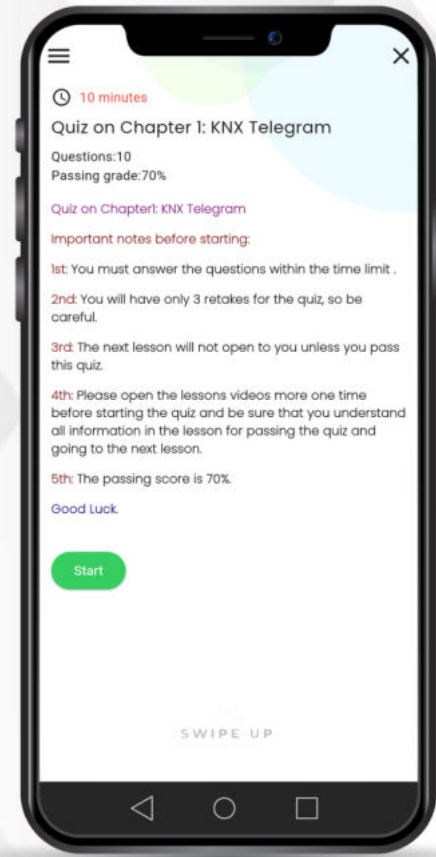 10 minutes
Quiz on Chapter 1: KNX Telegram
Questions:10
Passing grade:70%
Quiz on Chapter1: KNX Telegram
Important notes before starting:
1st: You must answer the questions within the time limit .
2nd: You will have only 3 retakes for the quiz, so be
careful.
3rd: The next lesson will not open to you unless you pass
this quiz.
4th: Please open the lessons videos more one time
before starting the quiz and be sure that you understand
all information in the lesson for passing the quiz and
going to the next lesson.
5th: The passing score is 70%.
Good Luck.
Start
SWIPE UP